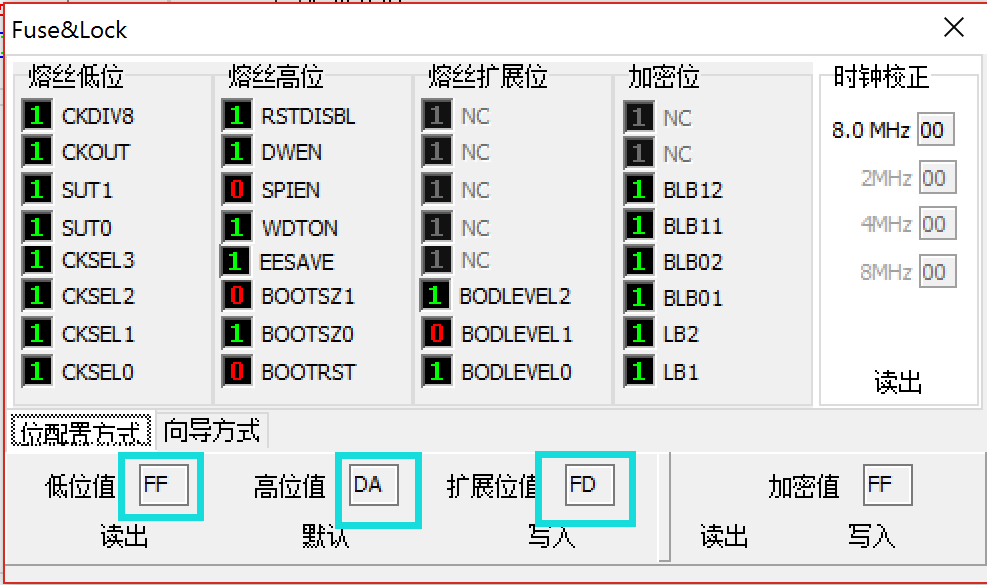 Fuse&Lock
熔丝低位 熔丝高位 熔丝扩展位 加密位 时钟校正
1 CKDIV8 1 RSTDISBL 1 NC 1 NC 8.0 MHz 00
1 CKOUT 1 DWEN 1 NC 1 NC
1 SUT1 0 SPIEN 1 NC 1 BLB12 2MHz 00
1 SUT0 1 WDTON 1 NC 1 BLB11 4MHz 00
1 CKSEL3 1 EESAVE 1 NC 1 BLB02 8MHz 00
1 CKSEL2 0 BOOTSZ1 1 BODLEVEL2 1 BLB01
1 CKSEL1 1 BOOTSZ0 0 BODLEVEL1 1 LB2
1 CKSEL0 0 BOOTRST 1 BODLEVEL0 1 LB1 读出
位配置方式 向导方式
低位值 FF 高位值 DA 扩展位值 FD 加密值 FF
读出 默认 写入 读出 写入